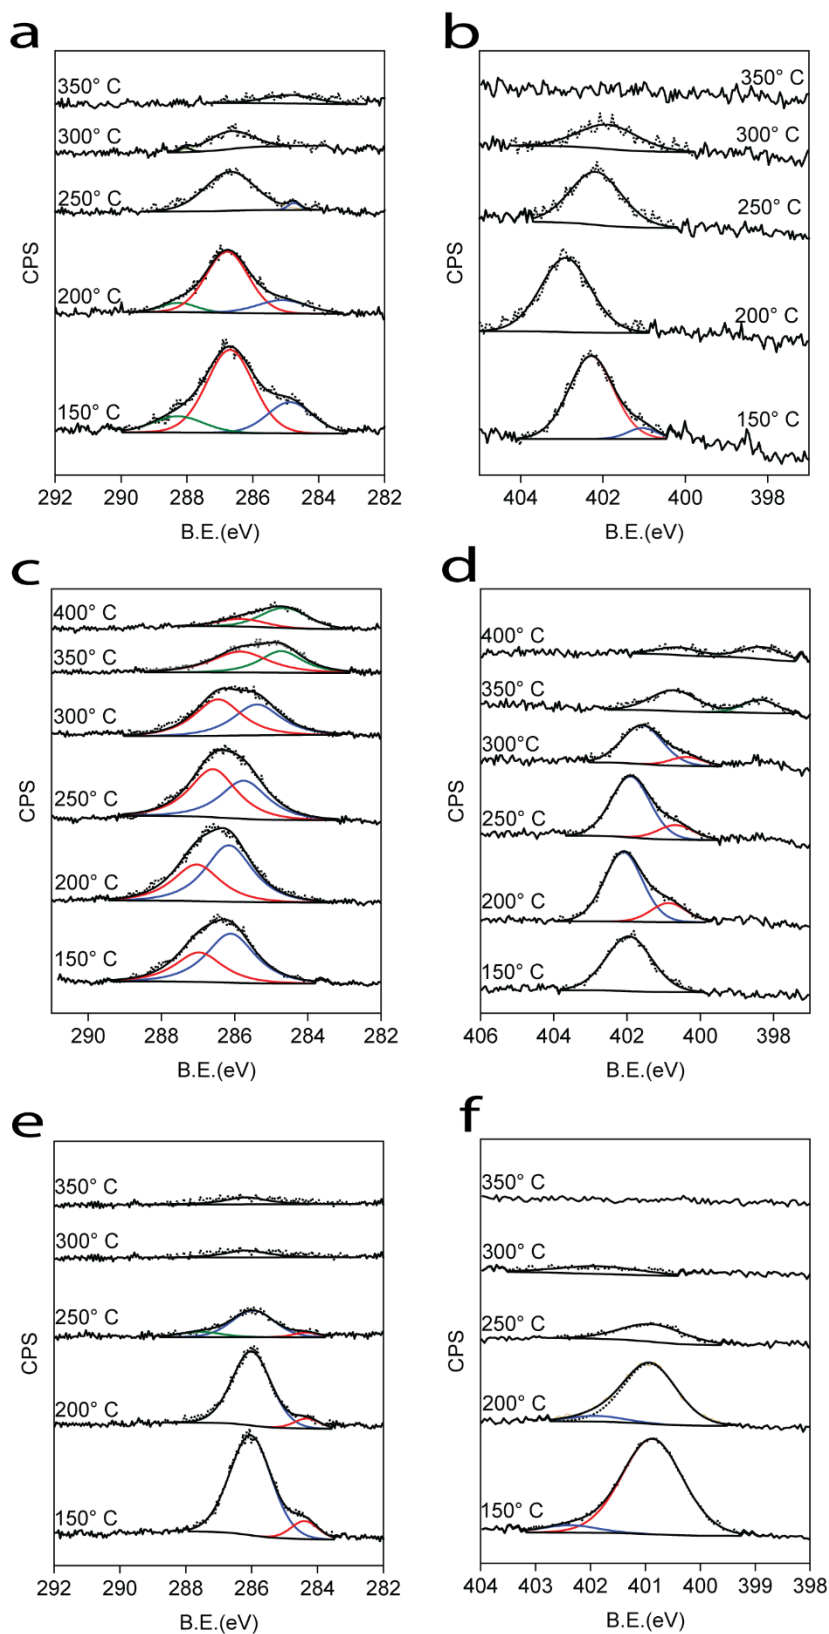 a
350° C
300° C
250° C
200° C
150° C
CPS
292 290 288 286 284 282
B.E.(eV)
b
350° C
300° C
250° C
200° C
150° C
CPS
404 402 400 398
B.E.(eV)
c
400° C
350° C
300° C
250° C
200° C
150° C
CPS
290 288 286 284 282
B.E.(eV)
d
400° C
350° C
300°C
250° C
200° C
150° C
CPS
406 404 402 400 398
B.E.(eV)
e
350° C
300° C
250° C
200° C
150° C
CPS
292 290 288 286 284 282
B.E.(eV)
f
350° C
300° C
250° C
200° C
150° C
CPS
404 403 402 401 400 399 398
B.E.(eV)